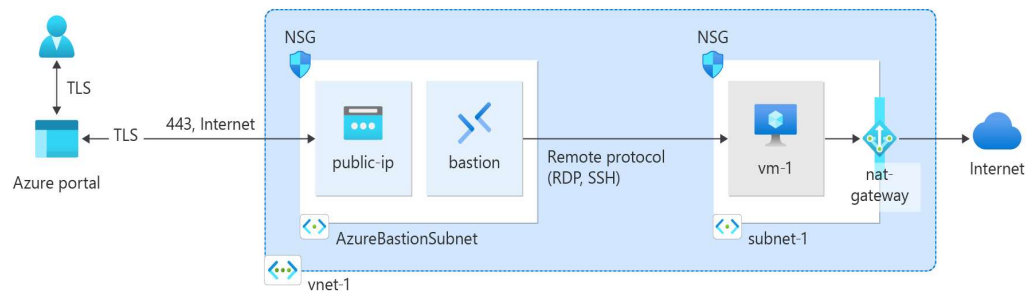 NSG
NSG
TLS
TLS
443, Internet
Azure portal
public-ip
bastion
Remote protocol
(RDP, SSH)
vm-1
nat-
gateway
Internet
AzureBastionSubnet
subnet-1
vnet-1